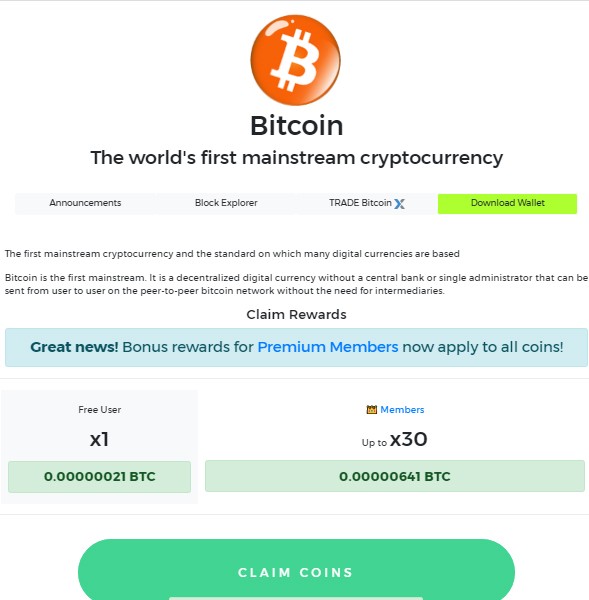 Bitcoin
The world's first mainstream cryptocurrency
Announcements
Block Explorer
TRADE Bitcoin
Download Wallet
The first mainstream cryptocurrency and the standard on which many digital currencies are based
Bitcoin is the first mainstream. It is a decentralized digital currency without a central bank or single administrator that can be
sent from user to user on the peer-to-peer bitcoin network without the need for intermediaries.
Claim Rewards
Great news! Bonus rewards for Premium Members now apply to all coins!
Free User
x1
0.00000021 BTC
Members
Up to x30
0.00000641 BTC
CLAIM COINS